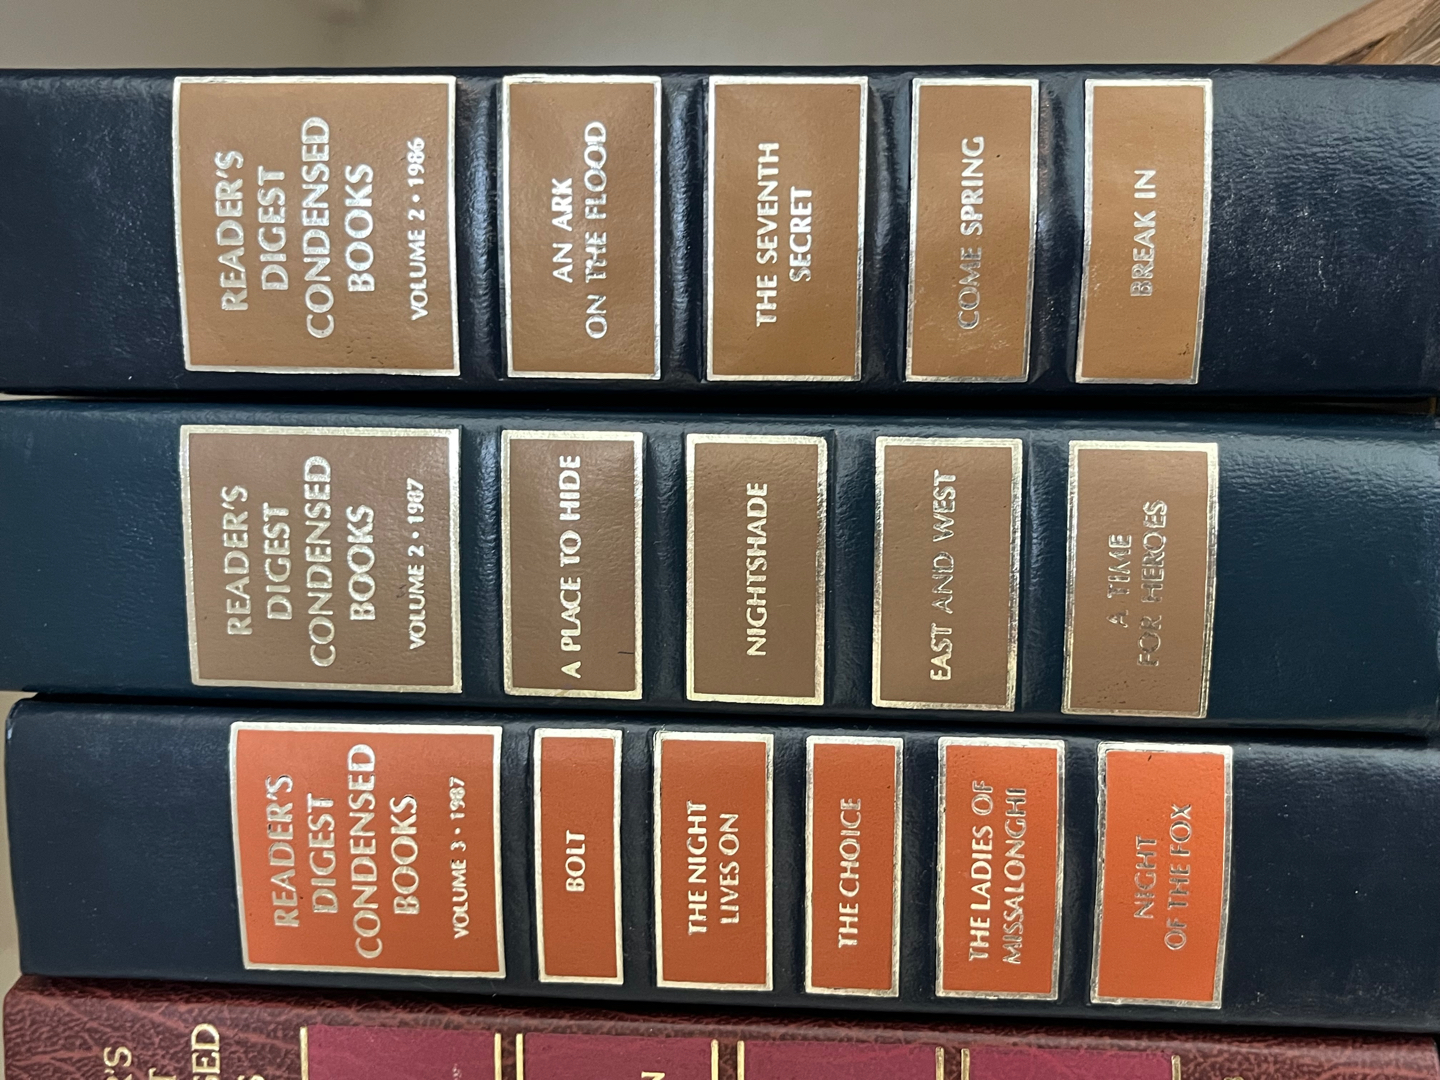 READER'S
DIGEST
CONDENSED
BOOKS
VOLUME 2 • 1986
AN ARK
ON THE FLOOD
THE SEVENTH
SECRET
COME SPRING
BREAK IN
READER'S
DIGEST
CONDENSED
BOOKS
VOLUME 2 • 1987
A PLACE TO HIDE
NIGHTSHADE
EAST AND WEST
A TIME
FOR HEROES
READER'S
DIGEST
CONDENSED
BOOKS
VOLUME 3 • 1987
BOLT
THE NIGHT
LIVES ON
THE CHOICE
THE LADIES OF
MISSALONGHI
NIGHT
OF THE FOX